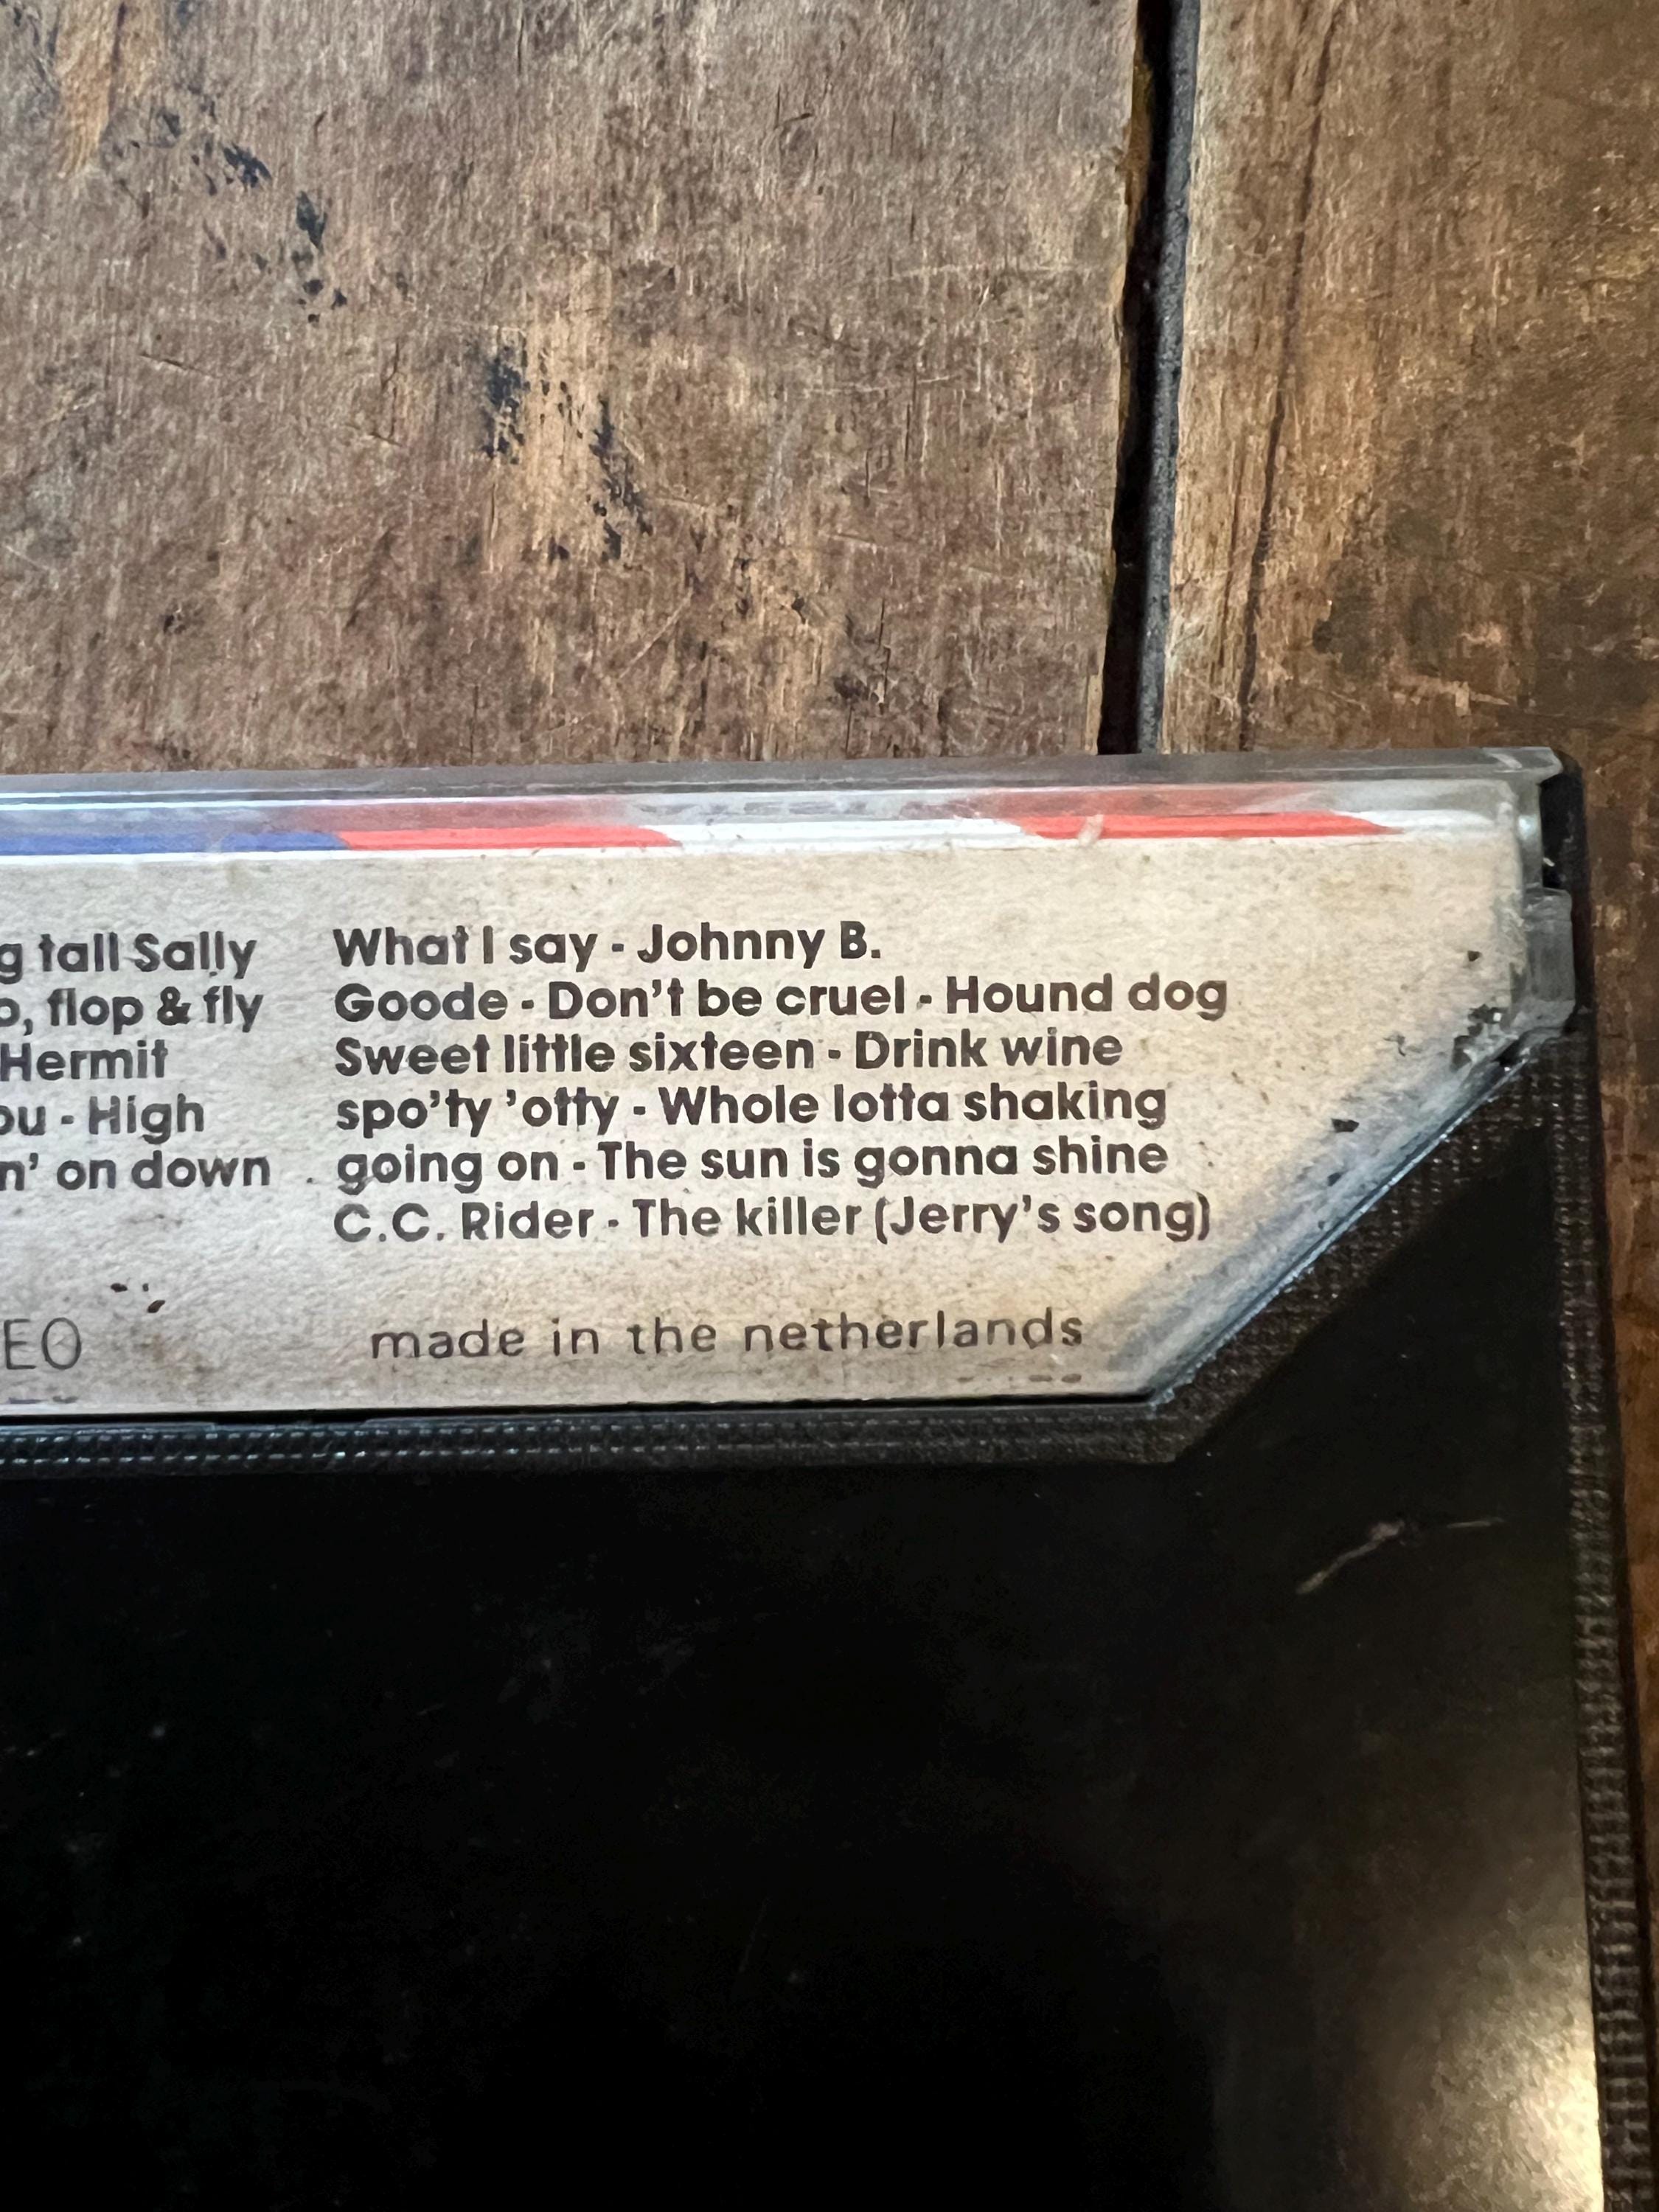 g tall Sally
, flop & fly
Hermit
ou - High
n' on down
EO
What I say - Johnny B.
Goode - Don't be cruel - Hound dog
Sweet little sixteen - Drink wine
spo'ty 'otty - Whole lotta shaking
going on - The sun is gonna shine
C.C. Rider - The killer (Jerry's song)
made in the netherlands